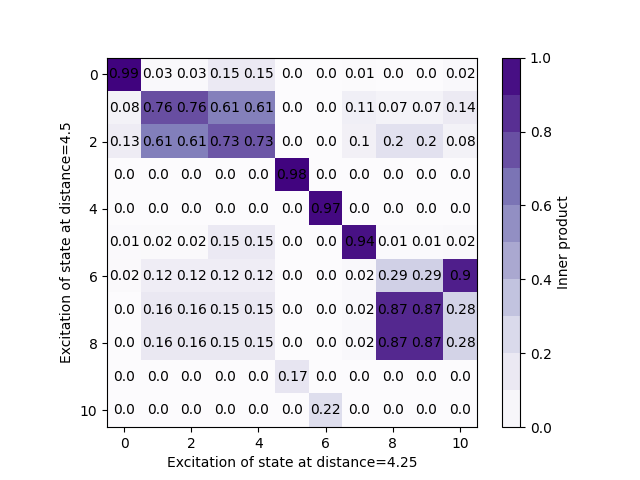 0 0.99 0.03 0.03 0.15 0.15 0.0 0.0 0.01 0.0 0.0 0.02
0.08 0.76 0.76 0.61 0.61 0.0 0.0 0.11 0.07 0.07 0.14
2 0.13 0.61 0.61 0.73 0.73 0.0 0.0 0.1 0.2 0.2 0.08
0.0 0.0 0.0 0.0 0.0 0.98 0.0 0.0 0.0 0.0 0.0
4 0.0 0.0 0.0 0.0 0.0 0.0 0.97 0.0 0.0 0.0 0.0
0.01 0.02 0.02 0.15 0.15 0.0 0.0 0.94 0.01 0.01 0.02
6 0.02 0.12 0.12 0.12 0.12 0.0 0.0 0.02 0.29 0.29 0.9
0.0 0.16 0.16 0.15 0.15 0.0 0.0 0.02 0.87 0.87 0.28
8 0.0 0.16 0.16 0.15 0.15 0.0 0.0 0.02 0.87 0.87 0.28
0.0 0.0 0.0 0.0 0.0 0.17 0.0 0.0 0.0 0.0 0.0
10 0.0 0.0 0.0 0.0 0.0 0.0 0.22 0.0 0.0 0.0 0.0
0 2 4 6 8 10
Excitation of state at distance=4.25
Excitation of state at distance=4.5
1.0
0.8
0.6
0.4
0.2
0.0
Inner product